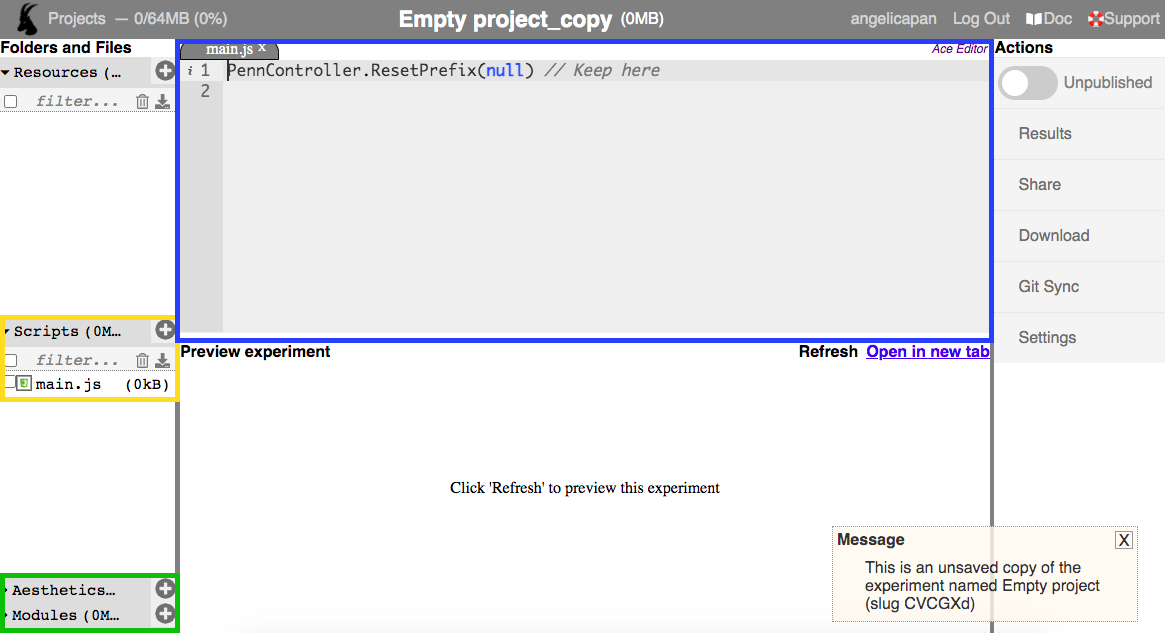 Projects — 0/64MB (0%)
Empty project_copy (0MB)
angelicapan Log Out Doc Support
Folders and Files
Resources (…
filter...
Scripts (0M…
filter...
main.js (0kB)
Aesthetics…
Modules (0M…
main.js x
Ace Editor
i 1 PennController.ResetPrefix(null) // Keep here
2
Preview experiment
Refresh Open in new tab
Click 'Refresh' to preview this experiment
Actions
Unpublished
Results
Share
Download
Git Sync
Settings
Message X
This is an unsaved copy of the
experiment named Empty project
(slug CVCGXd)